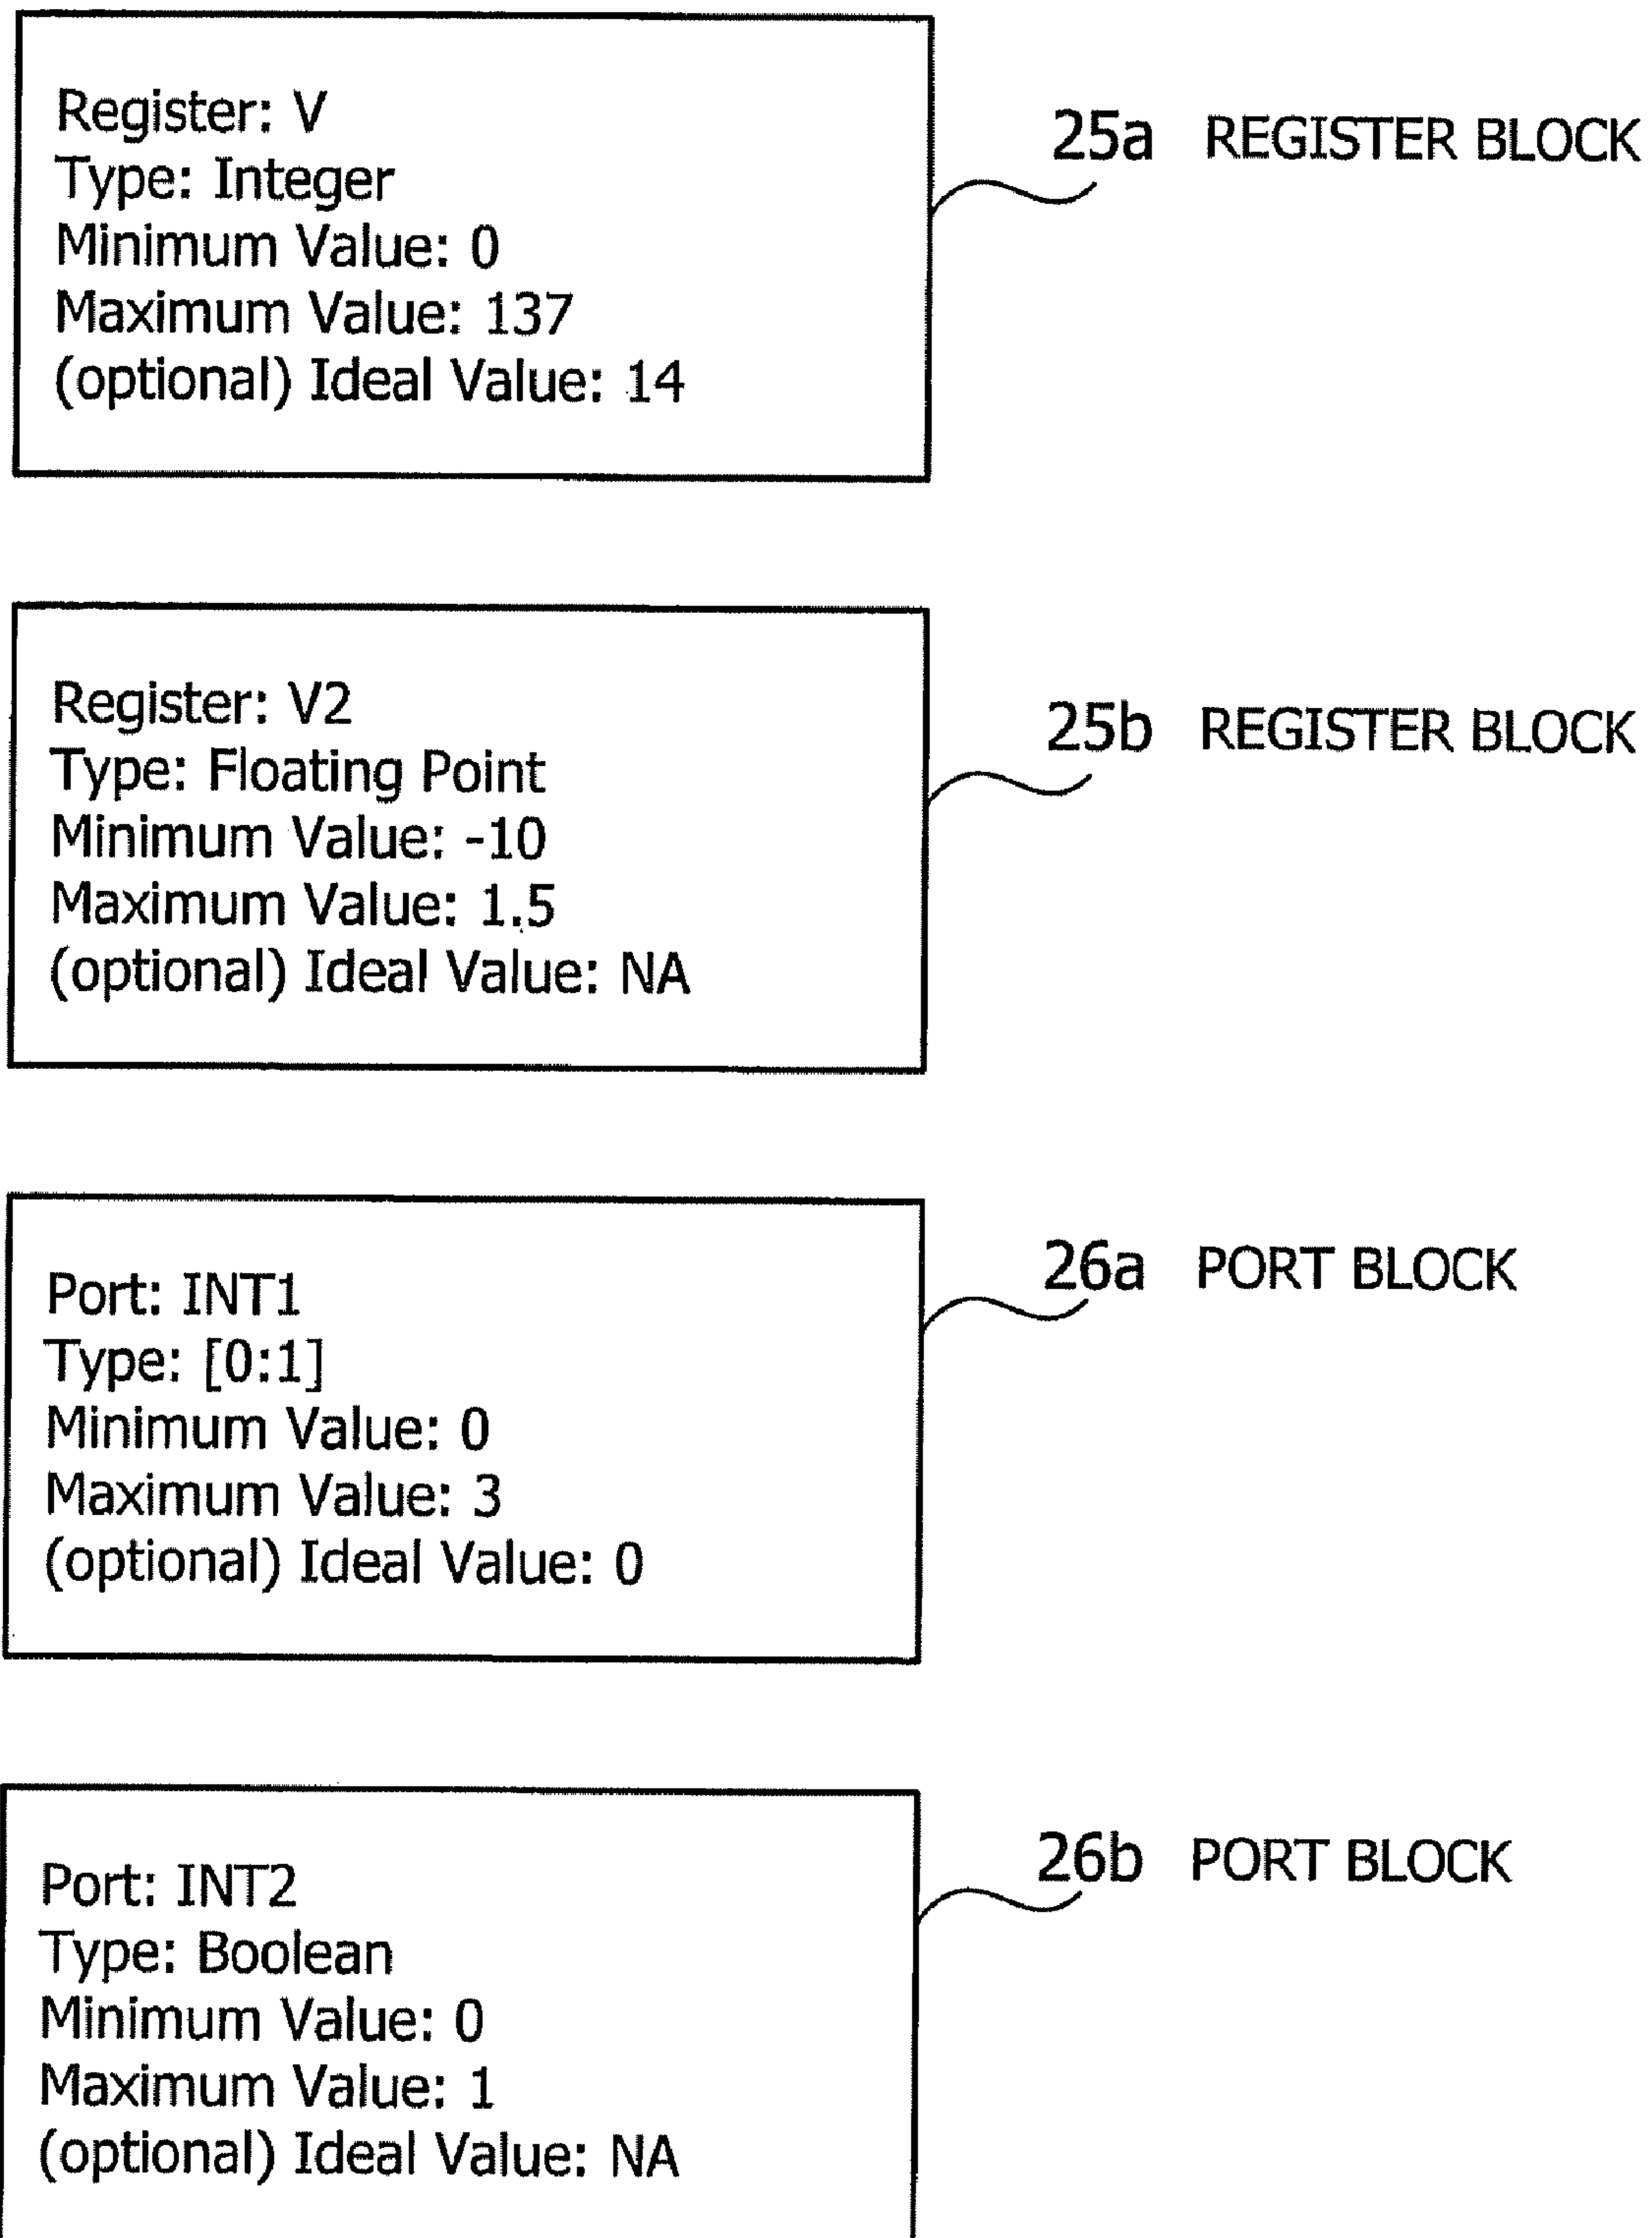 Register: V
Type: Integer
Minimum Value: 0
Maximum Value: 137
(optional) Ideal Value: 14
25a REGISTER BLOCK
Register: V2
Type: Floating Point
Minimum Value: -10
Maximum Value: 1.5
(optional) Ideal Value: NA
25b REGISTER BLOCK
Port: INT1
Type: [0:1]
Minimum Value: 0
Maximum Value: 3
(optional) Ideal Value: 0
26a PORT BLOCK
Port: INT2
Type: Boolean
Minimum Value: 0
Maximum Value: 1
(optional) Ideal Value: NA
26b PORT BLOCK